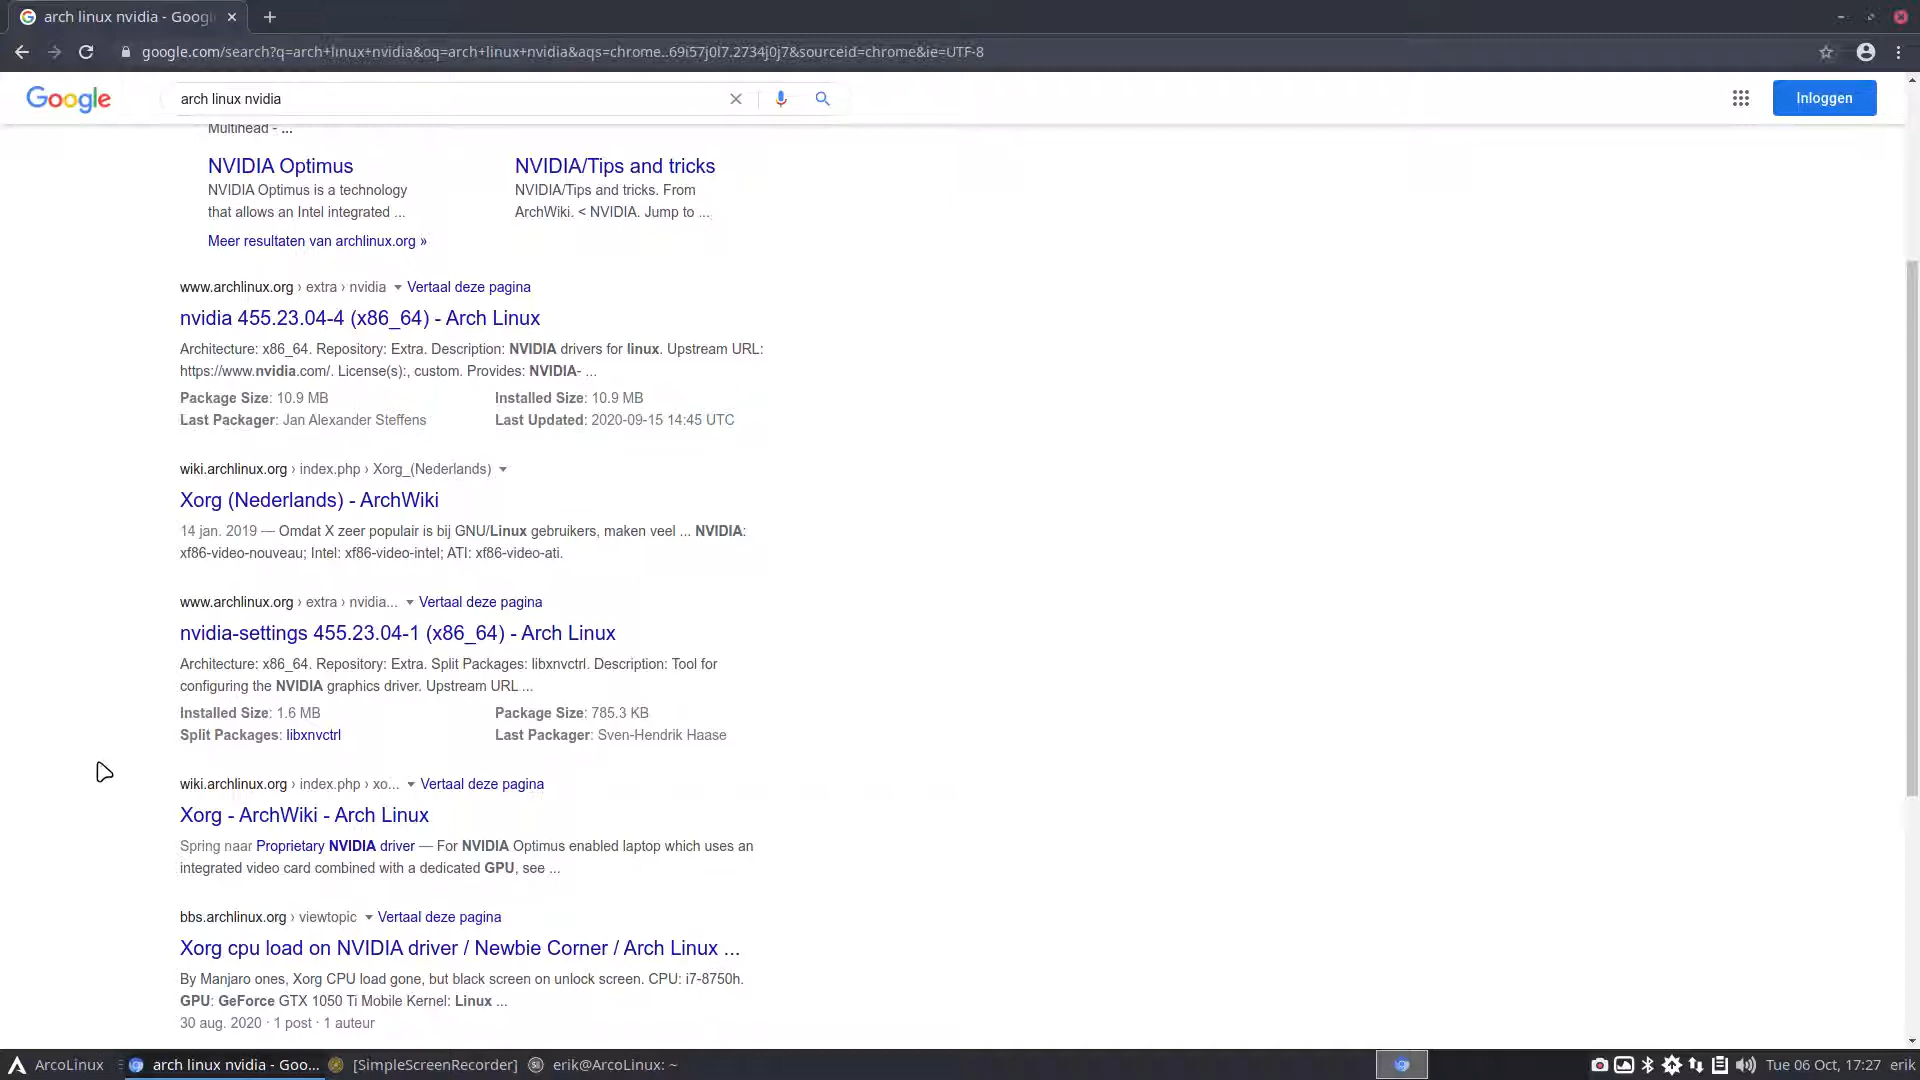 arch linux nvidia - Googl
google.com/search?q=arch+linux+nvidia&oq=arch+linux+nvidia&aqs=chrome..69i57j0l7.2734j0j7&sourceid=chrome&ie=UTF-8
Google
arch linux nvidia
Inloggen
Multihead - ...
NVIDIA Optimus
NVIDIA Optimus is a technology
that allows an Intel integrated ...
NVIDIA/Tips and tricks
NVIDIA/Tips and tricks. From
ArchWiki. < NVIDIA. Jump to ...
Meer resultaten van archlinux.org »
www.archlinux.org › extra › nvidia Vertaal deze pagina
nvidia 455.23.04-4 (x86_64) - Arch Linux
Architecture: x86_64. Repository: Extra. Description: NVIDIA drivers for linux. Upstream URL:
https://www.nvidia.com/. License(s):, custom. Provides: NVIDIA- ...
Package Size: 10.9 MB Installed Size: 10.9 MB
Last Packager: Jan Alexander Steffens Last Updated: 2020-09-15 14:45 UTC
wiki.archlinux.org › index.php › Xorg_(Nederlands)
Xorg (Nederlands) - ArchWiki
14 jan. 2019 — Omdat X zeer populair is bij GNU/Linux gebruikers, maken veel ... NVIDIA:
xf86-video-nouveau; Intel: xf86-video-intel; ATI: xf86-video-ati.
www.archlinux.org › extra › nvidia... Vertaal deze pagina
nvidia-settings 455.23.04-1 (x86_64) - Arch Linux
Architecture: x86_64. Repository: Extra. Split Packages: libxnvctrl. Description: Tool for
configuring the NVIDIA graphics driver. Upstream URL ...
Installed Size: 1.6 MB Package Size: 785.3 KB
Split Packages: libxnvctrl Last Packager: Sven-Hendrik Haase
wiki.archlinux.org › index.php › xo... Vertaal deze pagina
Xorg - ArchWiki - Arch Linux
Spring naar Proprietary NVIDIA driver — For NVIDIA Optimus enabled laptop which uses an
integrated video card combined with a dedicated GPU, see ...
bbs.archlinux.org › viewtopic Vertaal deze pagina
Xorg cpu load on NVIDIA driver / Newbie Corner / Arch Linux ...
By Manjaro ones, Xorg CPU load gone, but black screen on unlock screen. CPU: i7-8750h.
GPU: GeForce GTX 1050 Ti Mobile Kernel: Linux ...
30 aug. 2020 · 1 post · 1 auteur
ArcoLinux arch linux nvidia - Goo... [SimpleScreenRecorder] erik@ArcoLinux: ~ Tue 06 Oct, 17:27 erik